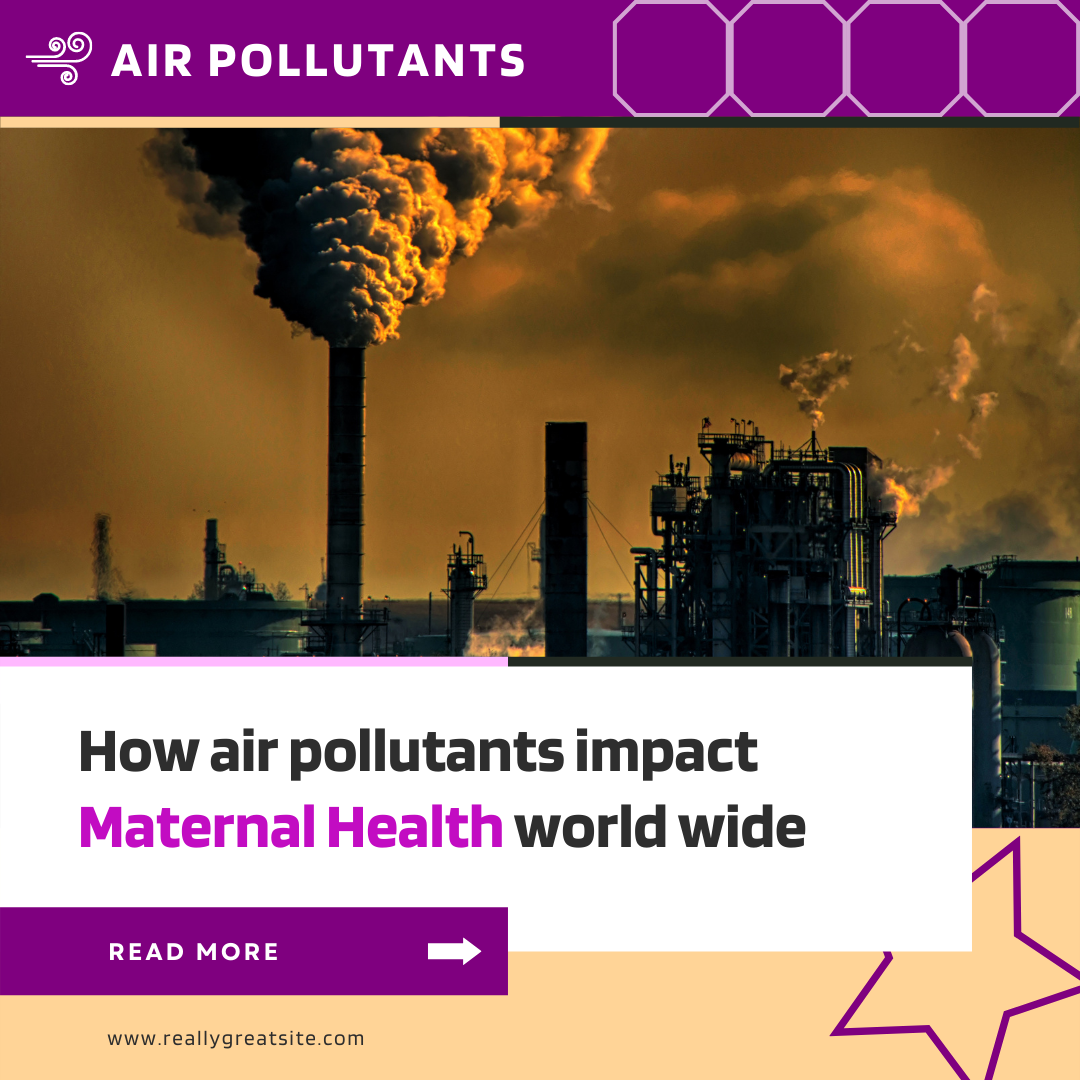 AIR POLLUTANTS
How air pollutants impact
Maternal Health world wide
READ MORE
www.reallygreatsite.com